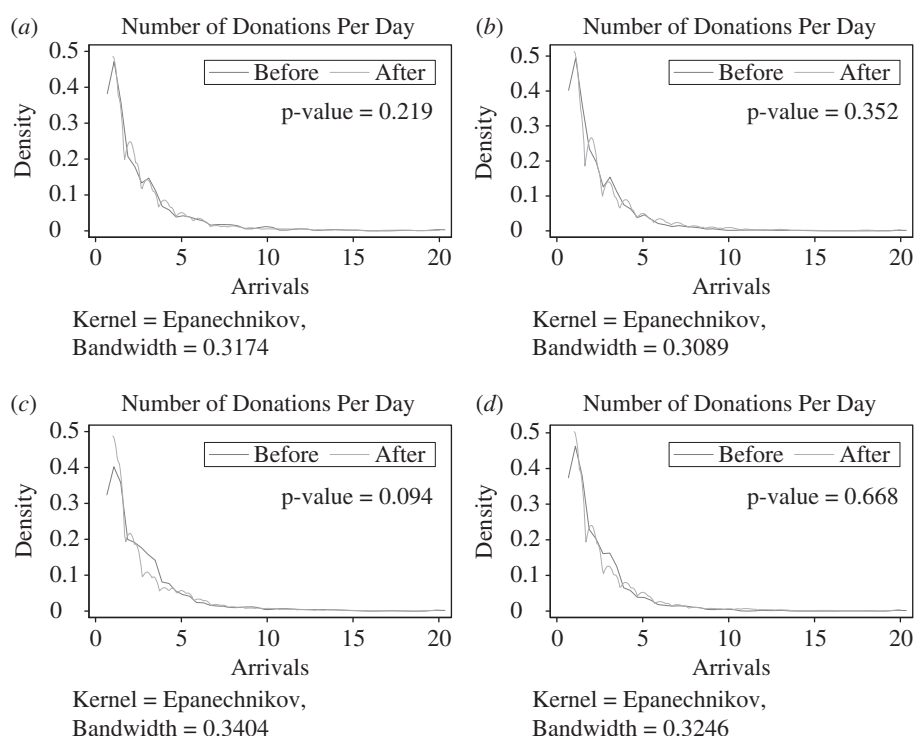 (a) Number of Donations Per Day
Density
0.5
0.4
0.3
0.2
0.1
0
Before After
p-value = 0.219
0 5 10 15 20
Arrivals
Kernel = Epanechnikov,
Bandwidth = 0.3174
(b) Number of Donations Per Day
Density
0.5
0.4
0.3
0.2
0.1
0
Before After
p-value = 0.352
0 5 10 15 20
Arrivals
Kernel = Epanechnikov,
Bandwidth = 0.3089
(c) Number of Donations Per Day
Density
0.5
0.4
0.3
0.2
0.1
0
Before After
p-value = 0.094
0 5 10 15 20
Arrivals
Kernel = Epanechnikov,
Bandwidth = 0.3404
(d) Number of Donations Per Day
Density
0.5
0.4
0.3
0.2
0.1
0
Before After
p-value = 0.668
0 5 10 15 20
Arrivals
Kernel = Epanechnikov,
Bandwidth = 0.3246